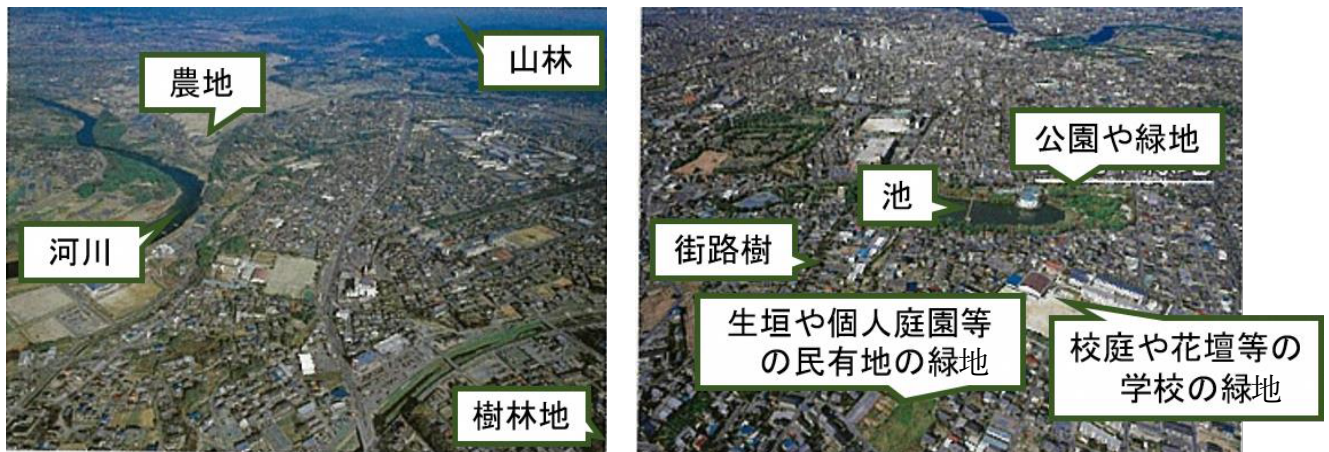 山林
農地
河川
樹林地
公園や緑地
池
街路樹
生垣や個人庭園等
の民有地の緑地
校庭や花壇等の
学校の緑地